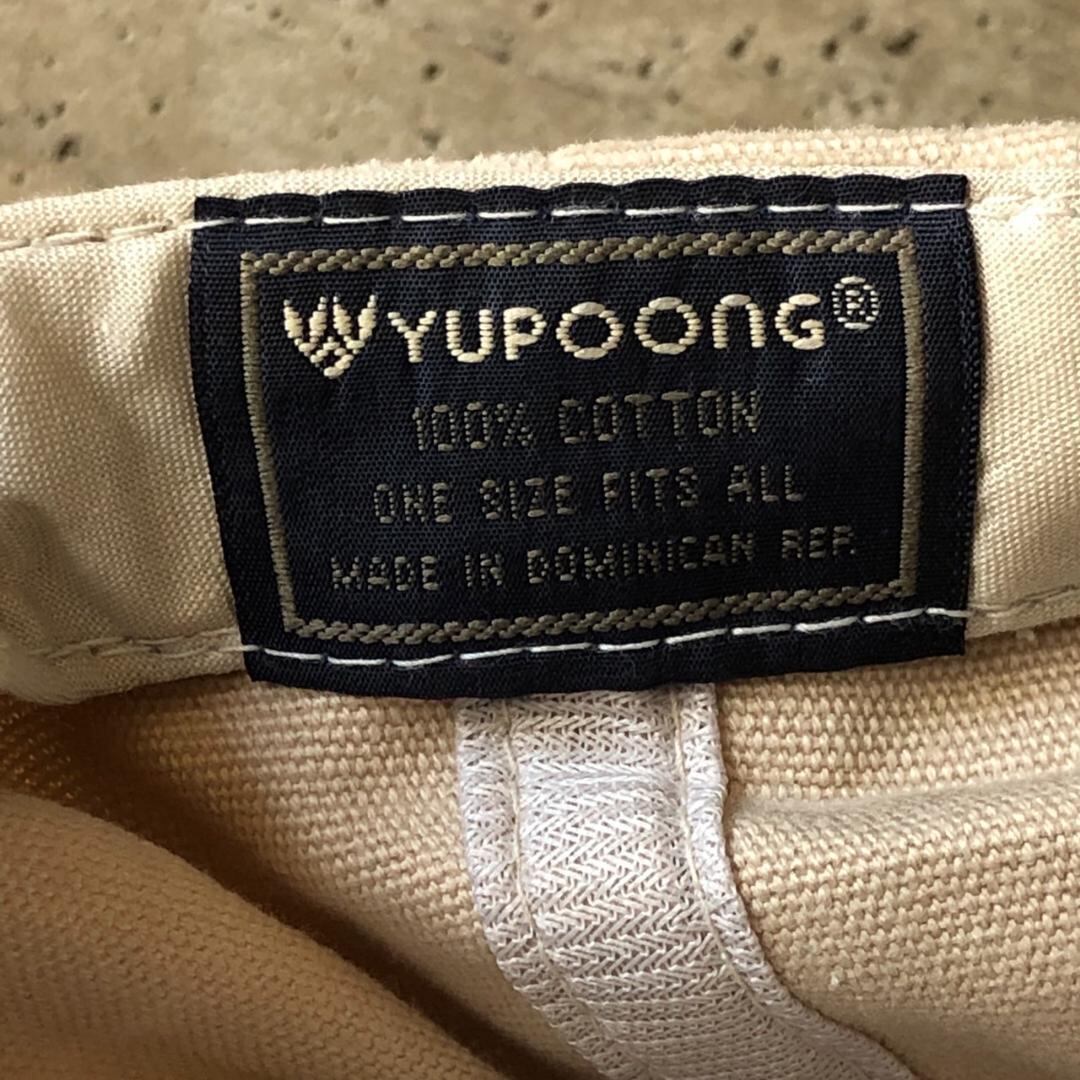 YUPOONG®
100% COTTON
ONE SIZE FITS ALL
MADE IN DOMINICAN REP.